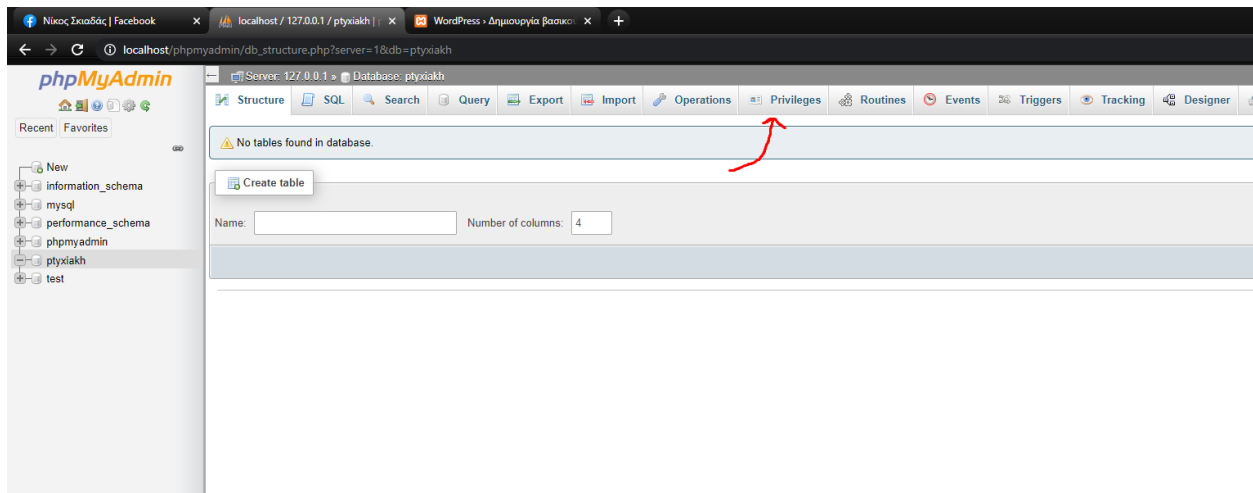 Νίκος Σκιαδάς | Facebook
localhost / 127.0.0.1 / ptyxiakh |
WordPress › Δημιουργία βασικο
localhost/phpmyadmin/db_structure.php?server=1&db=ptyxiakh
phpMyAdmin
Server: 127.0.0.1 » Database: ptyxiakh
Structure SQL Search Query Export Import Operations Privileges Routines Events Triggers Tracking Designer
Recent Favorites
No tables found in database.
New
information_schema
mysql
performance_schema
phpmyadmin
ptyxiakh
test
Create table
Name: Number of columns: 4